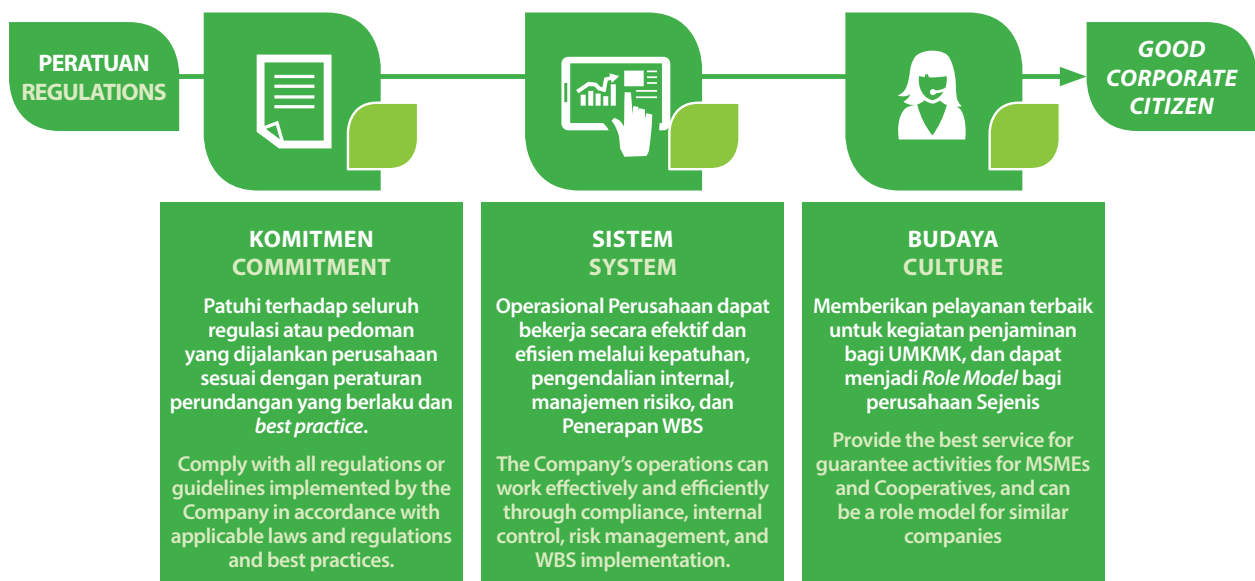 PERATUAN
REGULATIONS
GOOD
CORPORATE
CITIZEN
KOMITMEN
COMMITMENT
Patuhi terhadap seluruh
regulasi atau pedoman
yang dijalankan perusahaan
sesuai dengan peraturan
perundangan yang berlaku dan
best practice.
Comply with all regulations or
guidelines implemented by the
Company in accordance with
applicable laws and regulations
and best practices.
SISTEM
SYSTEM
Operasional Perusahaan dapat
bekerja secara efektif dan
efisien melalui kepatuhan,
pengendalian internal,
manajemen risiko, dan
Penerapan WBS
The Company’s operations can
work effectively and efficiently
through compliance, internal
control, risk management, and
WBS implementation.
BUDAYA
CULTURE
Memberikan pelayanan terbaik
untuk kegiatan penjaminan
bagi UMKMK, dan dapat
menjadi Role Model bagi
perusahaan Sejenis
Provide the best service for
guarantee activities for MSMEs
and Cooperatives, and can
be a role model for similar
companies